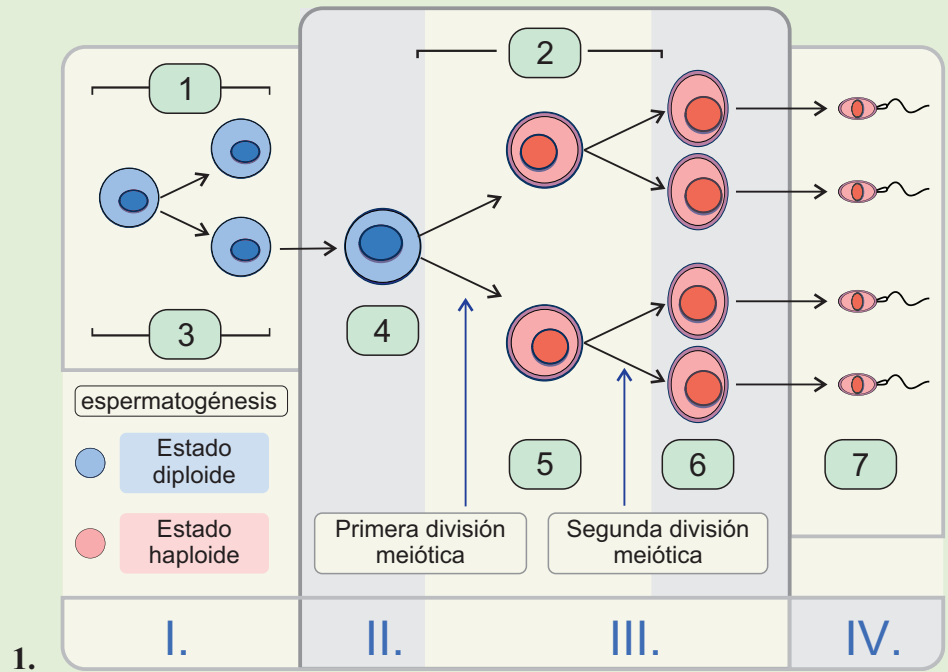 2
1
3
4
espermatogénesis
Estado
diploide
Estado
haploide
5
6
7
Primera división
meiótica
Segunda división
meiótica
I.
II.
III.
IV.
1.